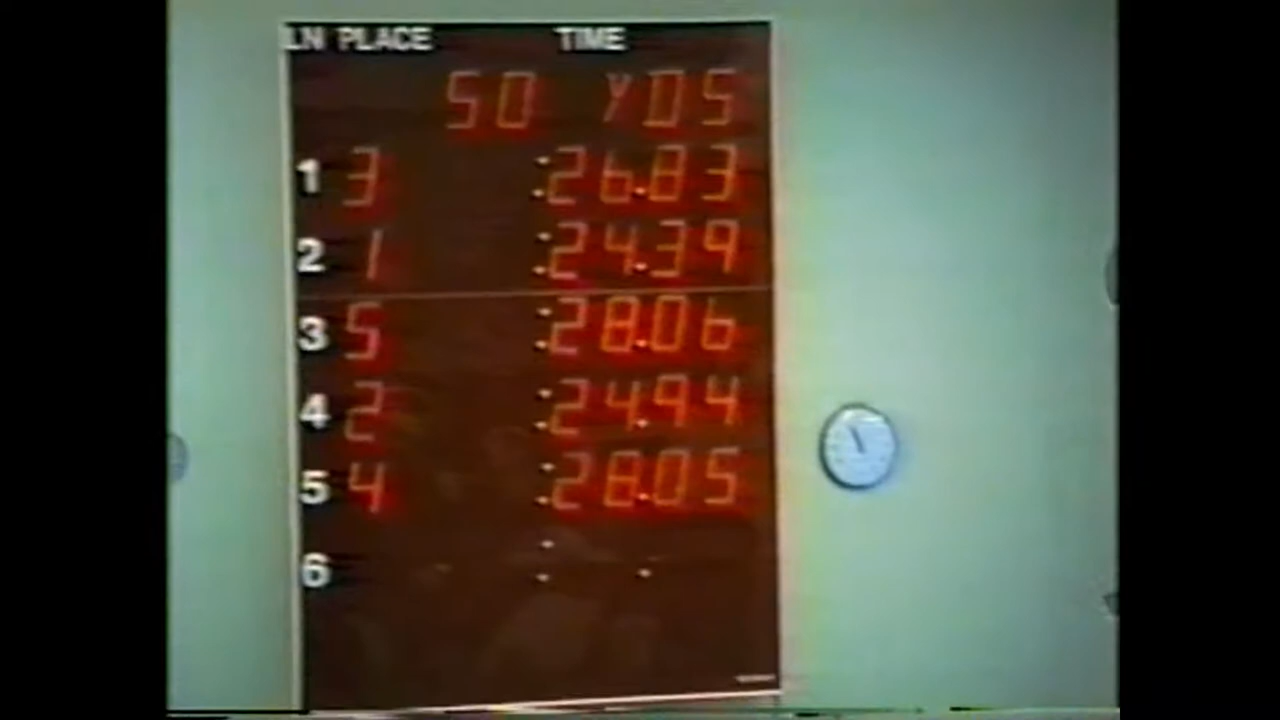 LN PLACE TIME
50 YDS
1 3 :26.83
2 1 :24.39
3 5 :28.06
4 2 :24.94
5 4 :28.05
6 : .